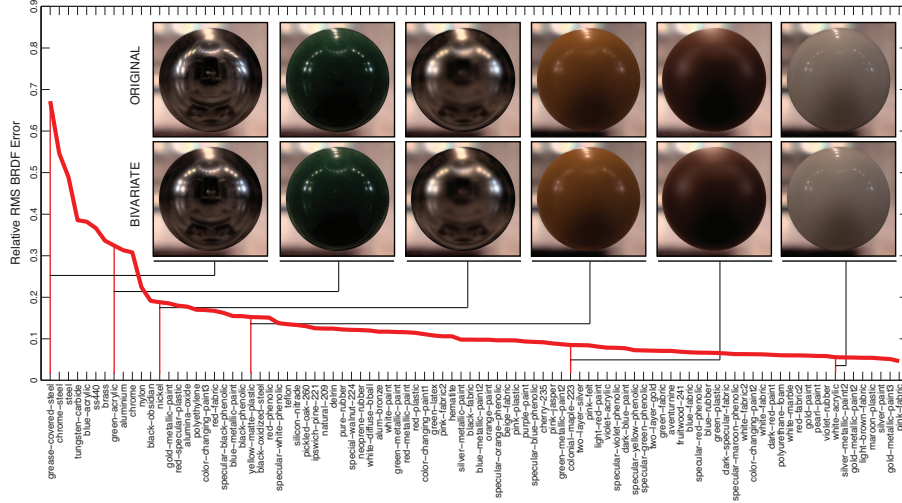 ORIGINAL
BIVARIATE
Relative RMS BRDF Error
0.9
0.8
0.7
0.6
0.5
0.4
0.3
0.2
0.1
0
grease-covered-steel
chrome-steel
steel
tungsten-carbide
blue-acrylic
ss440
brass
green-acrylic
aluminium
chrome
nylon
black-obsidian
nickel
gold-metallic-paint
red-specular-plastic
alumina-oxide
polyethylene
color-changing-paint3
red-fabric
specular-black-phenolic
blue-metallic-paint
black-phenolic
yellow-matte-plastic
black-oxidized-steel
red-phenolic
specular-white-phenolic
teflon
silicon-nitrade
pickled-oak-260
ipswich-pine-221
natural-209
delrin
pure-rubber
special-walnut-224
neoprene-rubber
white-diffuse-bball
alum-bronze
white-paint
green-metallic-paint
red-metallic-paint
red-plastic
color-changing-paint1
green-latex
pink-fabric2
hematite
silver-metallic-paint
black-fabric
blue-metallic-paint2
orange-paint
specular-orange-phenolic
beige-fabric
pink-plastic
purple-paint
specular-blue-phenolic
cherry-235
pink-jasper
green-metallic-paint2
colonial-maple-223
two-layer-silver
pink-felt
light-red-paint
violet-acrylic
specular-violet-phenolic
dark-blue-paint
specular-yellow-phenolic
specular-green-phenolic
two-layer-gold
green-fabric
aventurnine
fruitwood-241
blue-fabric
specular-red-phenolic
blue-rubber
green-plastic
dark-specular-fabric
specular-maroon-phenolic
white-fabric2
color-changing-paint2
white-fabric
dark-red-paint
polyurethane-foam
white-marble
red-fabric2
gold-paint
pearl-paint
violet-rubber
white-acrylic
silver-metallic-paint2
gold-metallic-paint2
light-brown-fabric
maroon-plastic
silver-paint
gold-metallic-paint3
pink-fabric